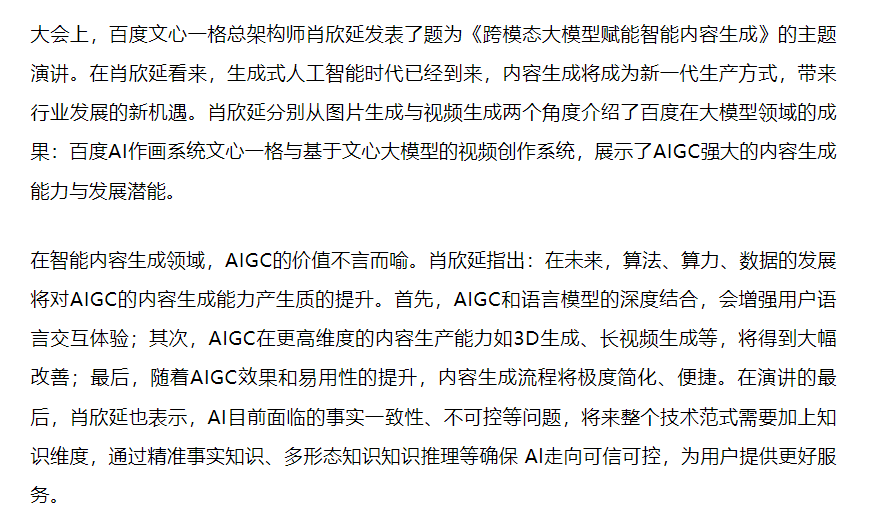 大会上，百度文心一格总架构师肖欣延发表了题为《跨模态大模型赋能智能内容生成》的主题
演讲。在肖欣延看来，生成式人工智能时代已经到来，内容生成将成为新一代生产方式，带来
行业发展的新机遇。肖欣延分别从图片生成与视频生成两个角度介绍了百度在大模型领域的成
果：百度AI作画系统文心一格与基于文心大模型的视频创作系统，展示了AIGC强大的内容生成
能力与发展潜能。
在智能内容生成领域，AIGC的价值不言而喻。肖欣延指出：在未来，算法、算力、数据的发展
将对AIGC的内容生成能力产生质的提升。首先，AIGC和语言模型的深度结合，会增强用户语
言交互体验；其次，AIGC在更高维度的内容生产能力如3D生成、长视频生成等，将得到大幅
改善；最后，随着AIGC效果和易用性的提升，内容生成流程将极度简化、便捷。在演讲的最
后，肖欣延也表示，AI目前面临的事实一致性、不可控等问题，将来整个技术范式需要加上知
识维度，通过精准事实知识、多形态知识知识推理等确保 AI走向可信可控，为用户提供更好服
务。